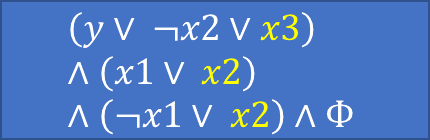 (y ∨ ¬x2 ∨ x3)
∧ (x1 ∨ x2)
∧ (¬x1 ∨ x2) ∧ Φ